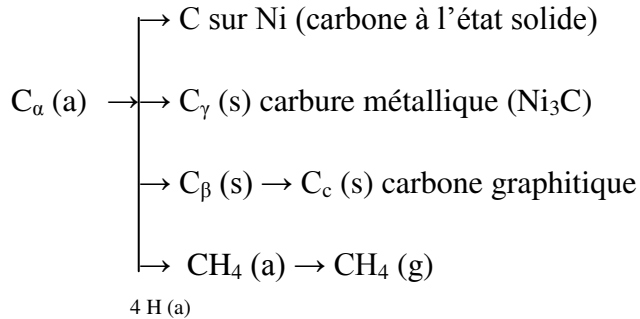 → C sur Ni (carbone à l’état solide)
Cα (a) → → Cγ (s) carbure métallique (Ni3C)
→ Cβ (s) → Cc (s) carbone graphitique
→ CH4 (a) → CH4 (g)
4 H (a)